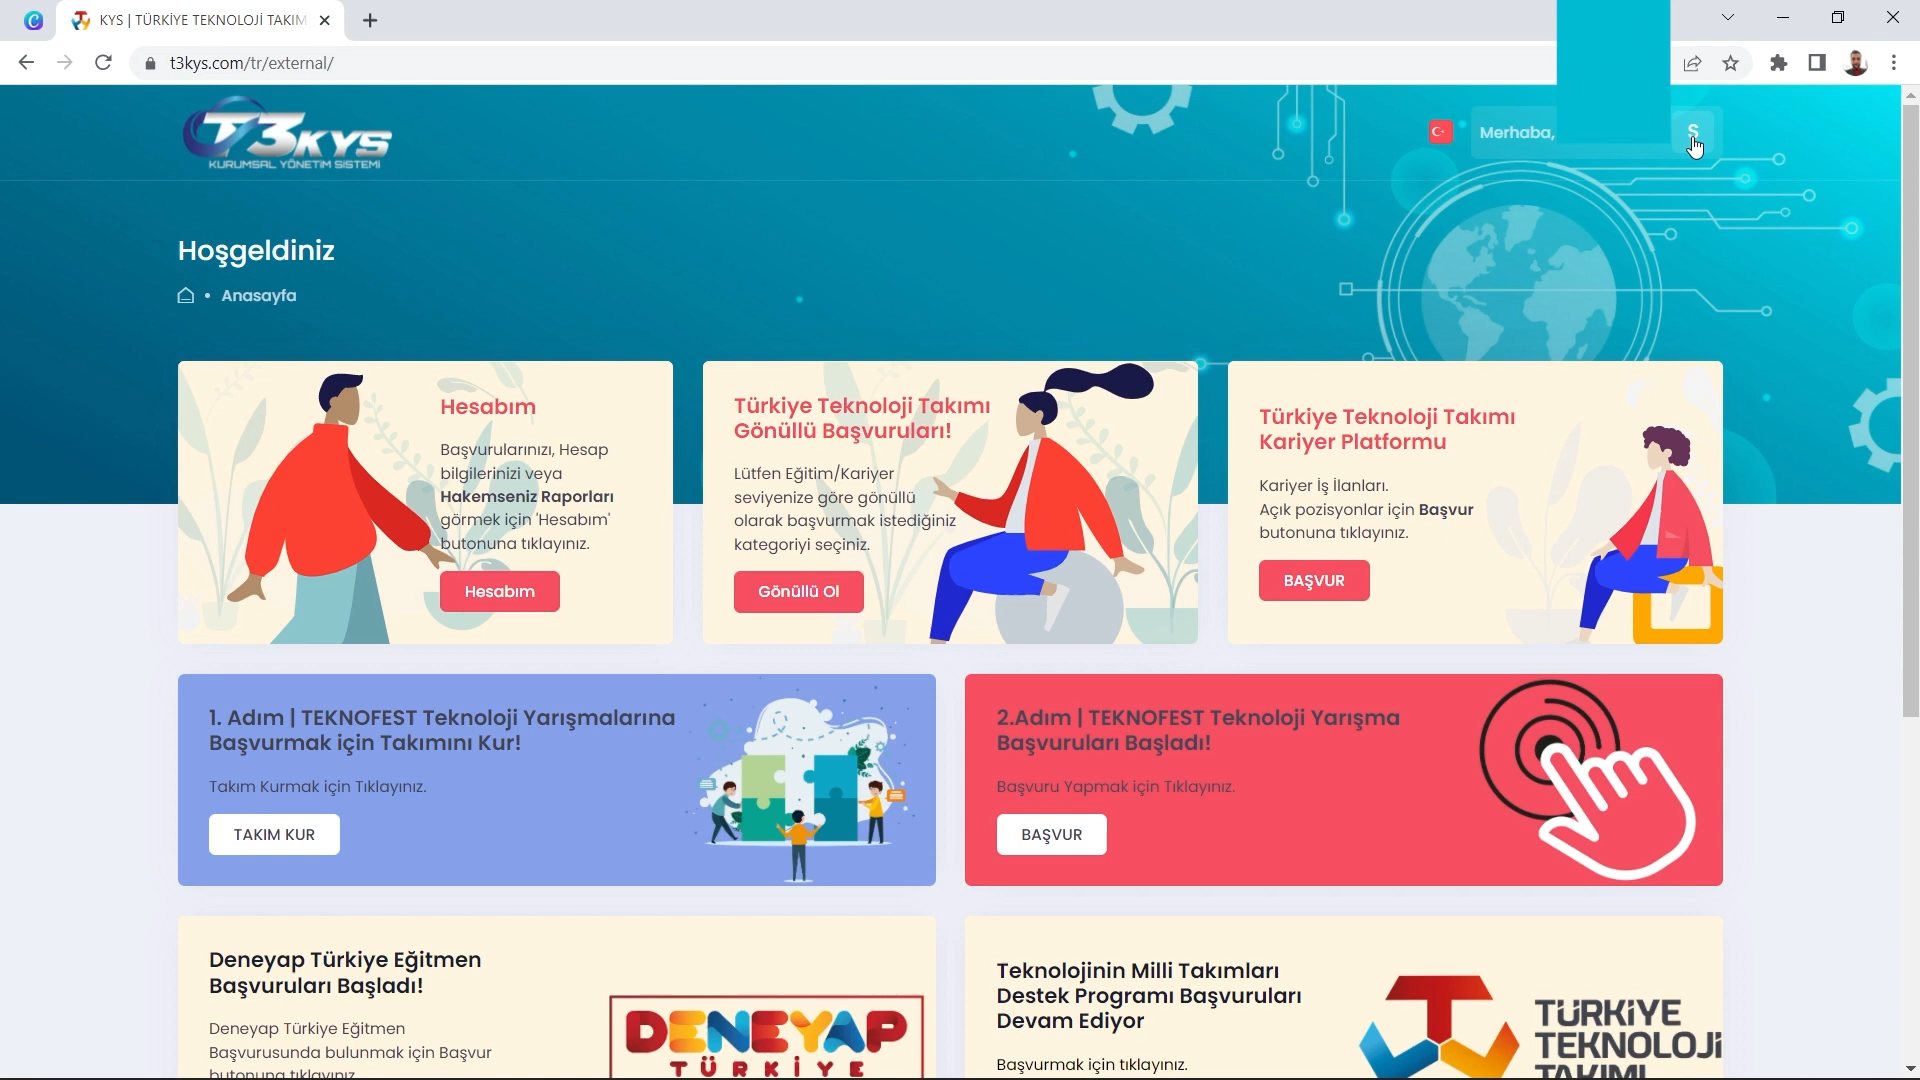 KYS | TÜRKİYE TEKNOLOJİ TAKIM
t3kys.com/tr/external/
T3KYS
KURUMSAL YÖNETİM SİSTEMİ
Merhaba,
S
Hoşgeldiniz
Anasayfa
Hesabım
Başvurularınızı, Hesap
bilgilerinizi veya
Hakemseniz Raporları
görmek için 'Hesabım'
butonuna tıklayınız.
Hesabım
Türkiye Teknoloji Takımı
Gönüllü Başvuruları!
Lütfen Eğitim/Kariyer
seviyenize göre gönüllü
olarak başvurmak istediğiniz
kategoriyi seçiniz.
Gönüllü Ol
Türkiye Teknoloji Takımı
Kariyer Platformu
Kariyer İş İlanları.
Açık pozisyonlar için Başvur
butonuna tıklayınız.
BAŞVUR
1. Adım | TEKNOFEST Teknoloji Yarışmalarına
Başvurmak için Takımını Kur!
Takım Kurmak için Tıklayınız.
TAKIM KUR
2.Adım | TEKNOFEST Teknoloji Yarışma
Başvuruları Başladı!
Başvuru Yapmak için Tıklayınız.
BAŞVUR
Deneyap Türkiye Eğitmen
Başvuruları Başladı!
Deneyap Türkiye Eğitmen
Başvurusunda bulunmak için Başvur
butonuna tıklayınız
DENEYAP
TÜRKİYE
Teknolojinin Milli Takımları
Destek Programı Başvuruları
Devam Ediyor
Başvurmak için tıklayınız.
TÜRKİYE
TEKNOLOJİ
TAKIMI